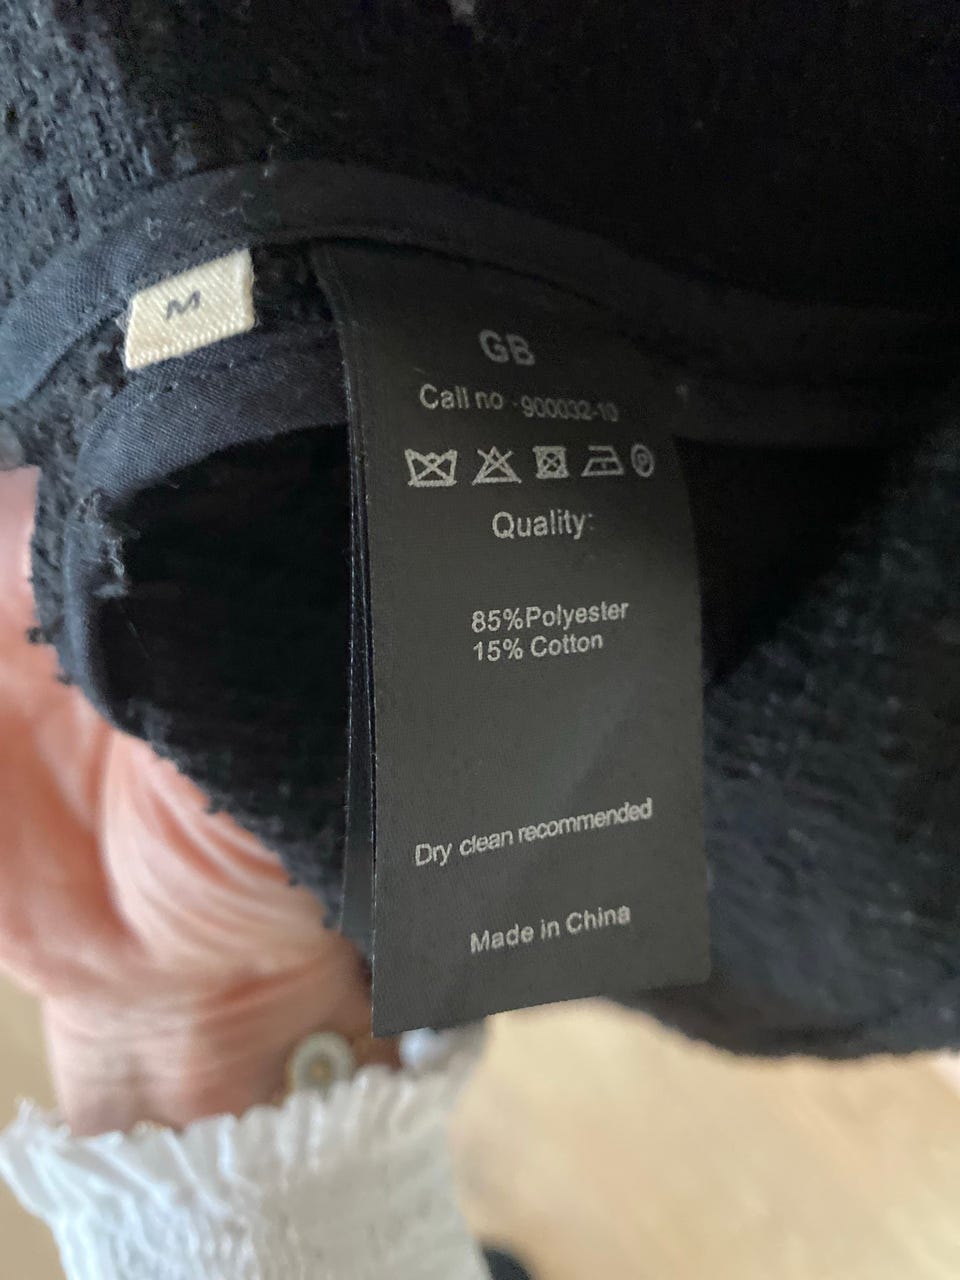 M
GB
Call no -900032-10
Quality:
85%Polyester
15% Cotton
Dry clean recommended
Made in China